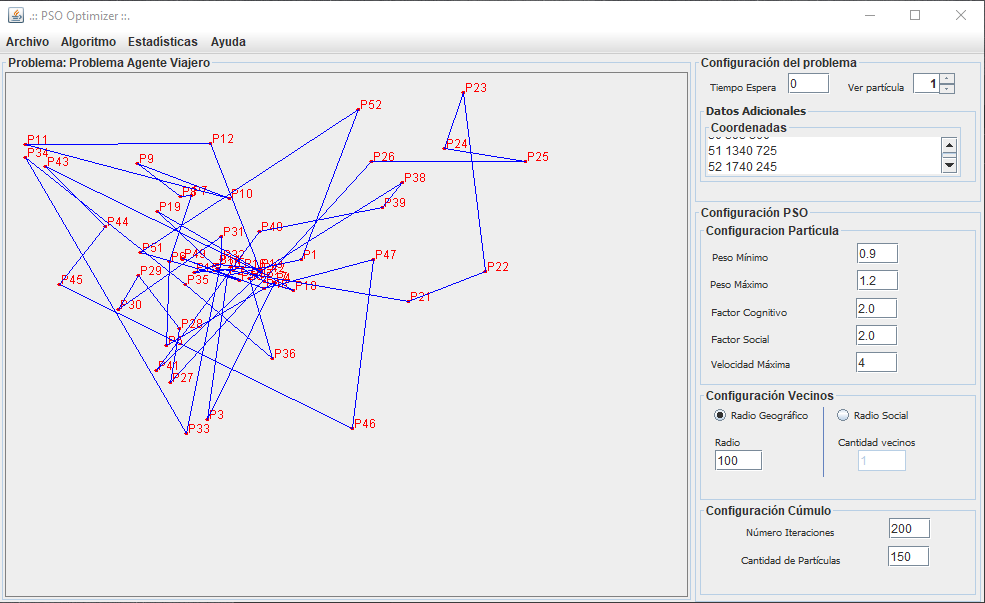 .:: PSO Optimizer ::.
Archivo Algoritmo Estadísticas Ayuda
Problema: Problema Agente Viajero
P23
P52
P11
P12
P24
P34
P43
P9
P26
P25
P38
P10
P39
P19
P44
P40
P31
P51
P49
P1
P47
P29
P22
P45
P35
P18
P21
P30
P28
P36
P41
P27
P3
P33
P46
Configuración del problema
Tiempo Espera 0 Ver partícula 1
Datos Adicionales
Coordenadas
51 1340 725
52 1740 245
Configuración PSO
Configuracion Particula
Peso Mínimo 0.9
Peso Máximo 1.2
Factor Cognitivo 2.0
Factor Social 2.0
Velocidad Máxima 4
Configuración Vecinos
Radio Geográfico Radio Social
Radio Cantidad vecinos
100 1
Configuración Cúmulo
Número Iteraciones 200
Cantidad de Partículas 150